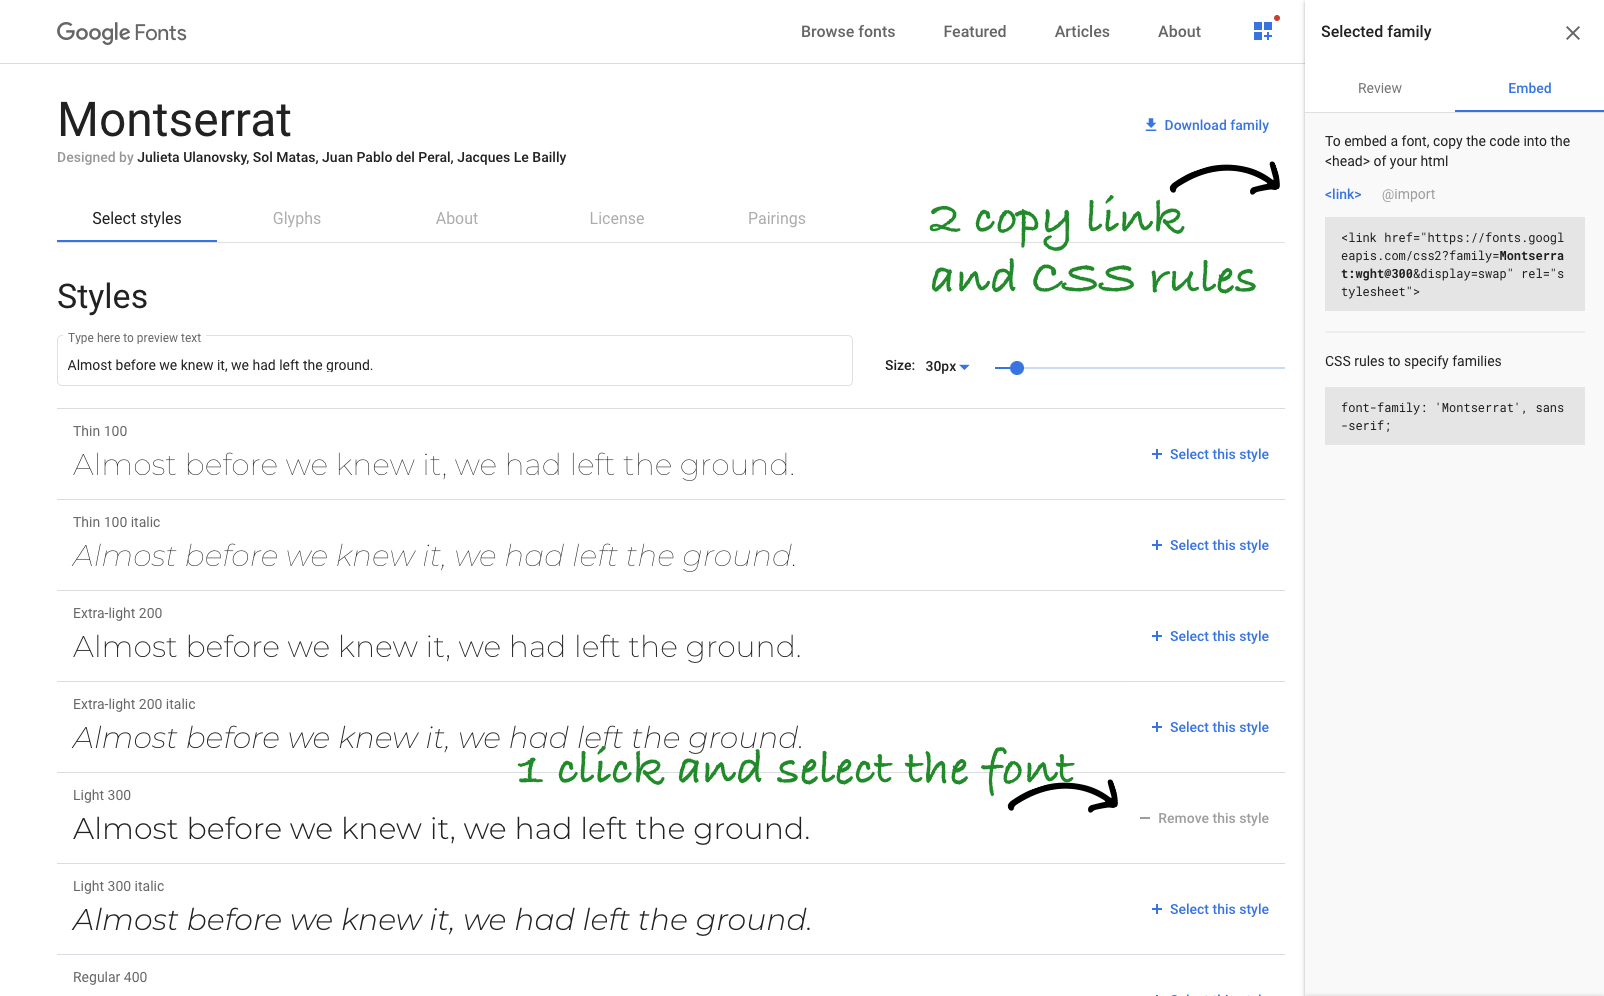 Google Fonts
Browse fonts
Featured
Articles
About
Montserrat
Designed by Julieta Ulanovsky, Sol Matas, Juan Pablo del Peral, Jacques Le Bailly
Download family
Select styles
Glyphs
About
License
Pairings
2 copy link
and CSS rules
Styles
Type here to preview text
Almost before we knew it, we had left the ground.
Size: 30px
Thin 100
Almost before we knew it, we had left the ground.
+ Select this style
Thin 100 italic
Almost before we knew it, we had left the ground.
+ Select this style
Extra-light 200
Almost before we knew it, we had left the ground.
+ Select this style
Extra-light 200 italic
Almost before we knew it, we had left the ground.
+ Select this style
1 click and select the font
Light 300
Almost before we knew it, we had left the ground.
− Remove this style
Light 300 italic
Almost before we knew it, we had left the ground.
+ Select this style
Regular 400
Selected family
Review
Embed
To embed a font, copy the code into the
<head> of your html
<link>
@import
<link href="https://fonts.googl
eapis.com/css2?family=Montserra
t:wght@300&display=swap" rel="s
tylesheet">
CSS rules to specify families
font-family: 'Montserrat', sans
-serif;